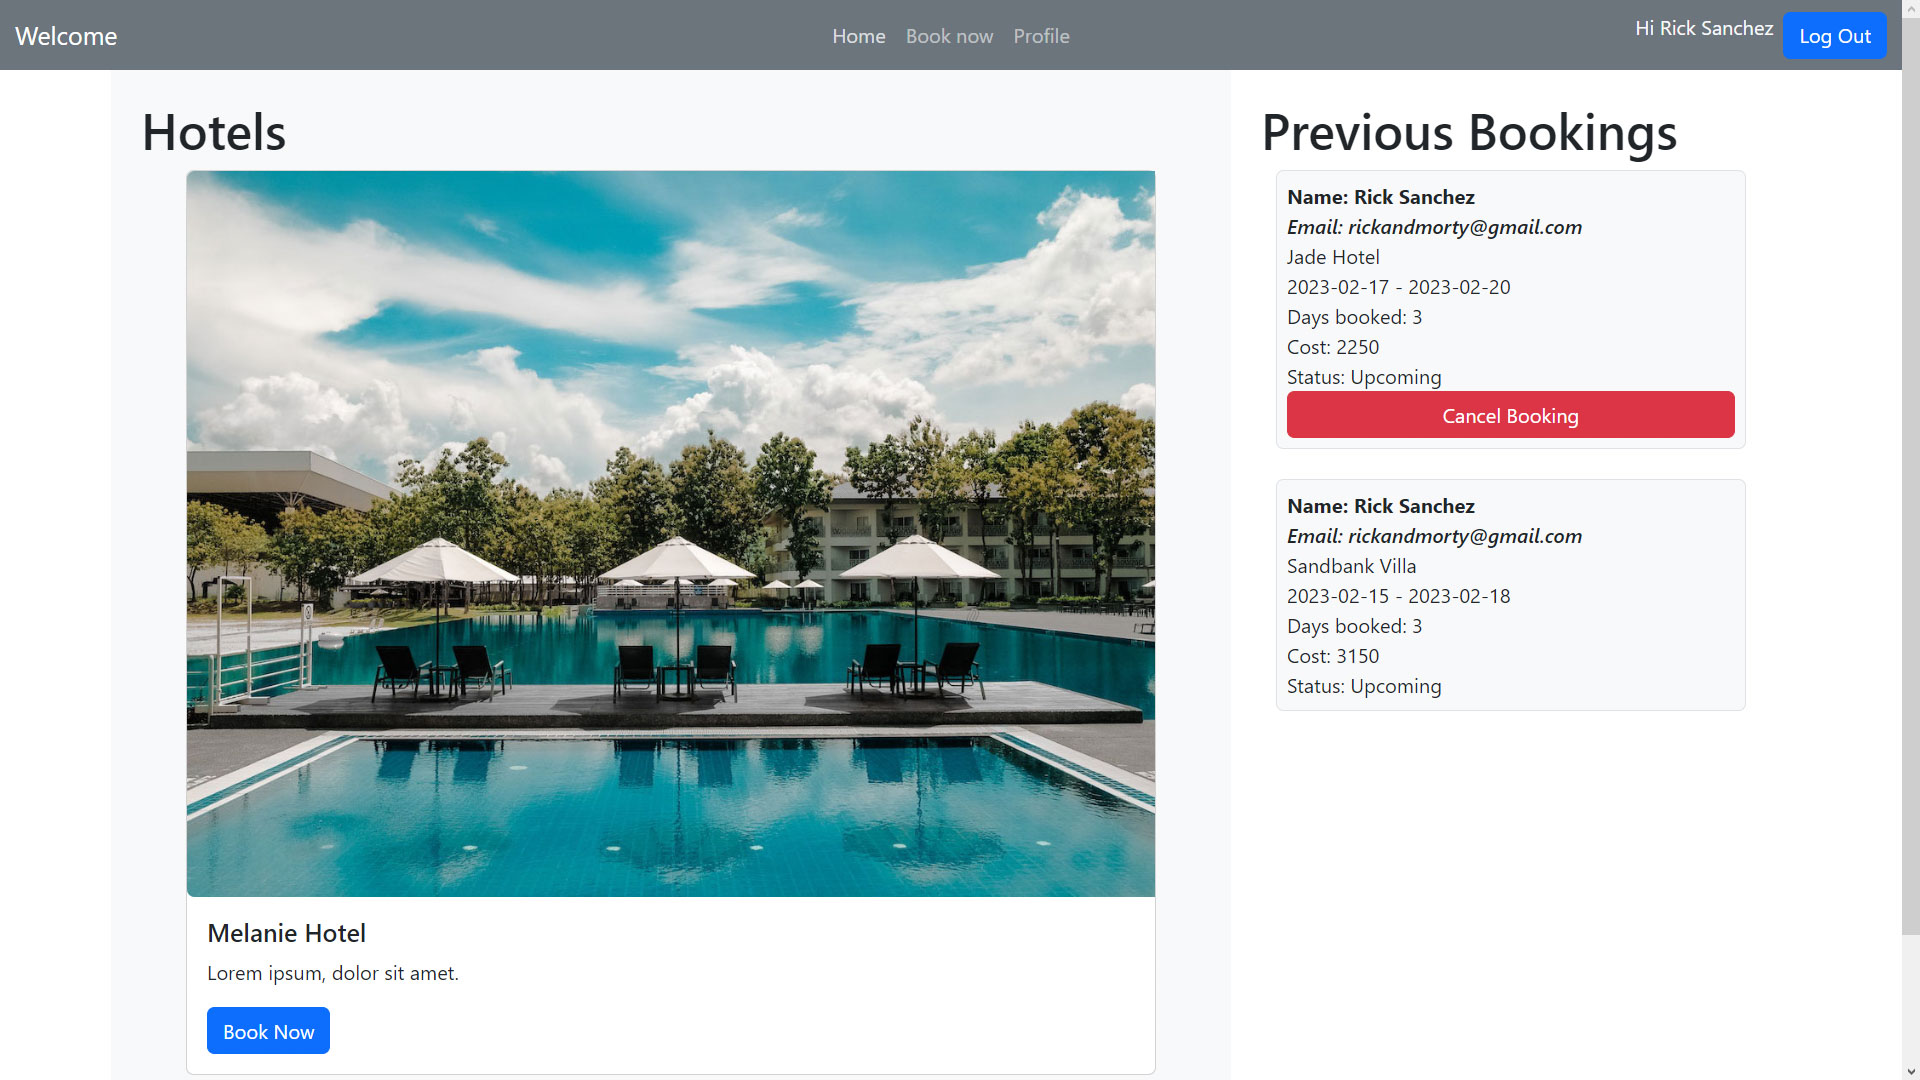 Welcome
Home
Book now
Profile
Hi Rick Sanchez
Log Out
Hotels
Melanie Hotel
Lorem ipsum, dolor sit amet.
Book Now
Previous Bookings
Name: Rick Sanchez
Email: rickandmorty@gmail.com
Jade Hotel
2023-02-17 - 2023-02-20
Days booked: 3
Cost: 2250
Status: Upcoming
Cancel Booking
Name: Rick Sanchez
Email: rickandmorty@gmail.com
Sandbank Villa
2023-02-15 - 2023-02-18
Days booked: 3
Cost: 3150
Status: Upcoming